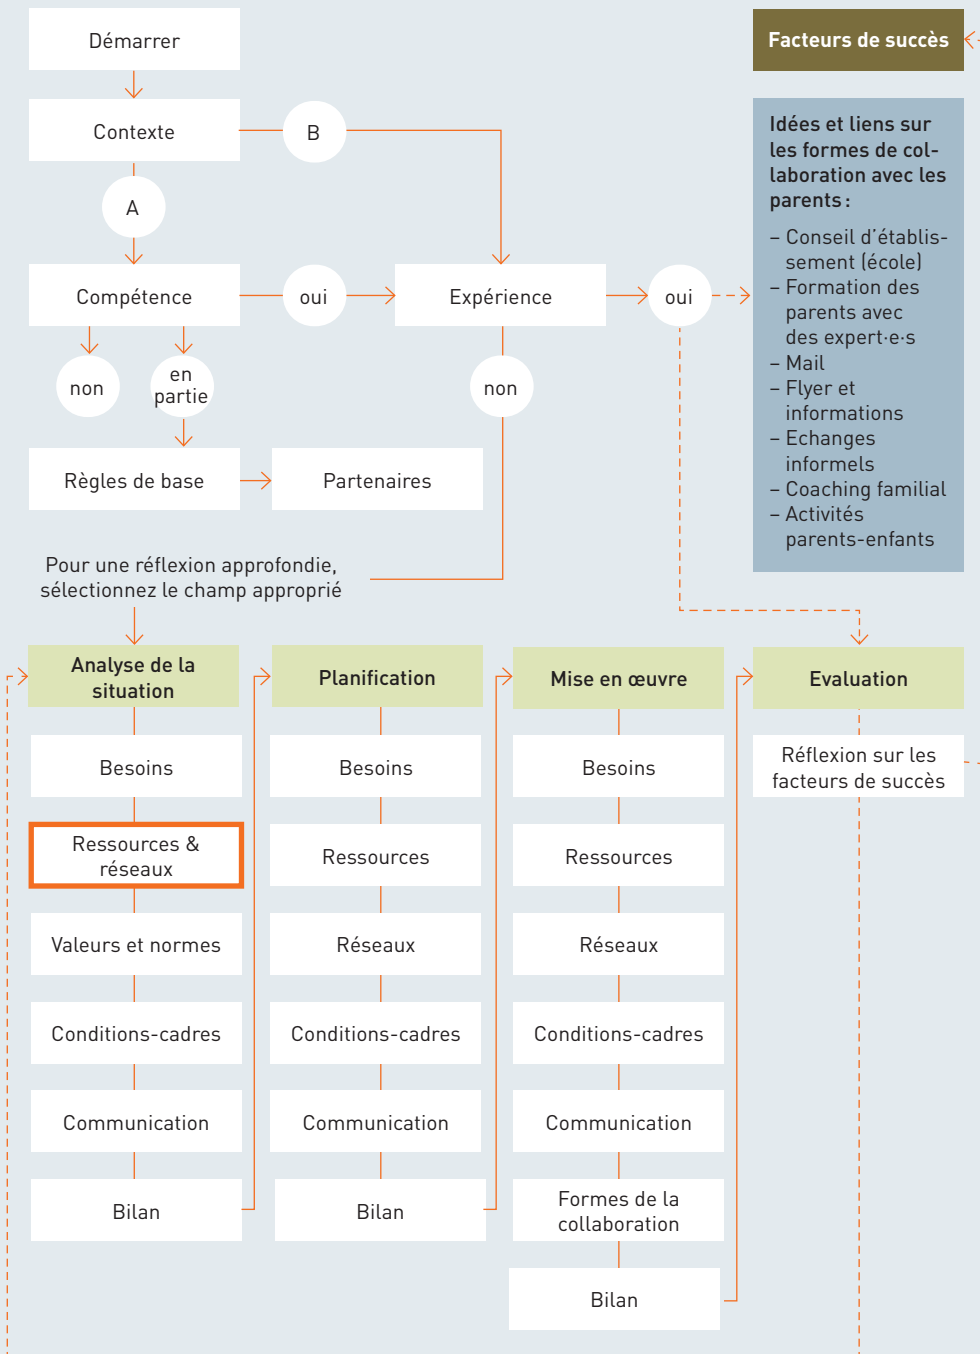 Démarrer
Facteurs de succès
Contexte
B
A
Idées et liens sur
les formes de col-
laboration avec les
parents :
– Conseil d'établis-
sement (école)
– Formation des
parents avec
des expert·e·s
– Mail
– Flyer et
informations
– Echanges
informels
– Coaching familial
– Activités
parents-enfants
Compétence
oui
Expérience
oui
non
en
partie
non
Règles de base
Partenaires
Pour une réflexion approfondie,
sélectionnez le champ approprié
Analyse de la
situation
Besoins
Ressources &
réseaux
Valeurs et normes
Conditions-cadres
Communication
Bilan
Planification
Besoins
Ressources
Réseaux
Conditions-cadres
Communication
Bilan
Mise en œuvre
Besoins
Ressources
Réseaux
Conditions-cadres
Communication
Formes de la
collaboration
Bilan
Evaluation
Réflexion sur les
facteurs de succès